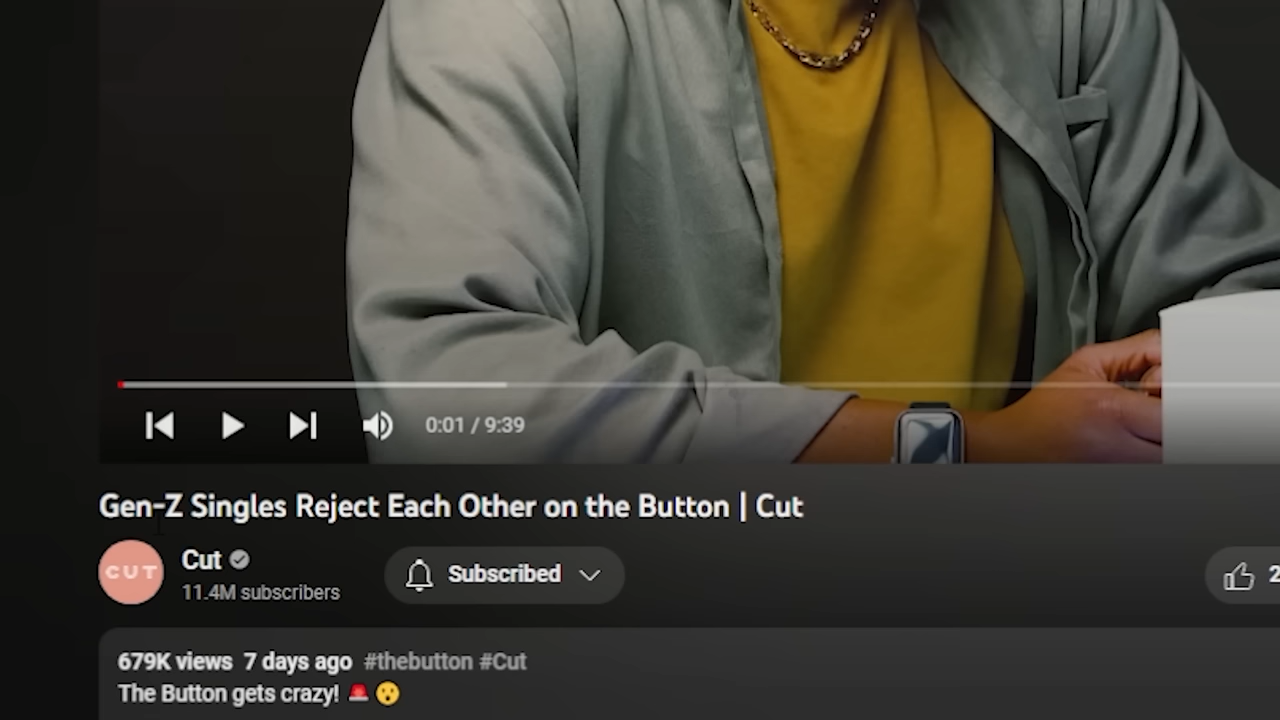 0:01 / 9:39
Gen-Z Singles Reject Each Other on the Button | Cut
CUT
Cut
11.4M subscribers
Subscribed
2
679K views 7 days ago #thebutton #Cut
The Button gets crazy! 🚨 😮